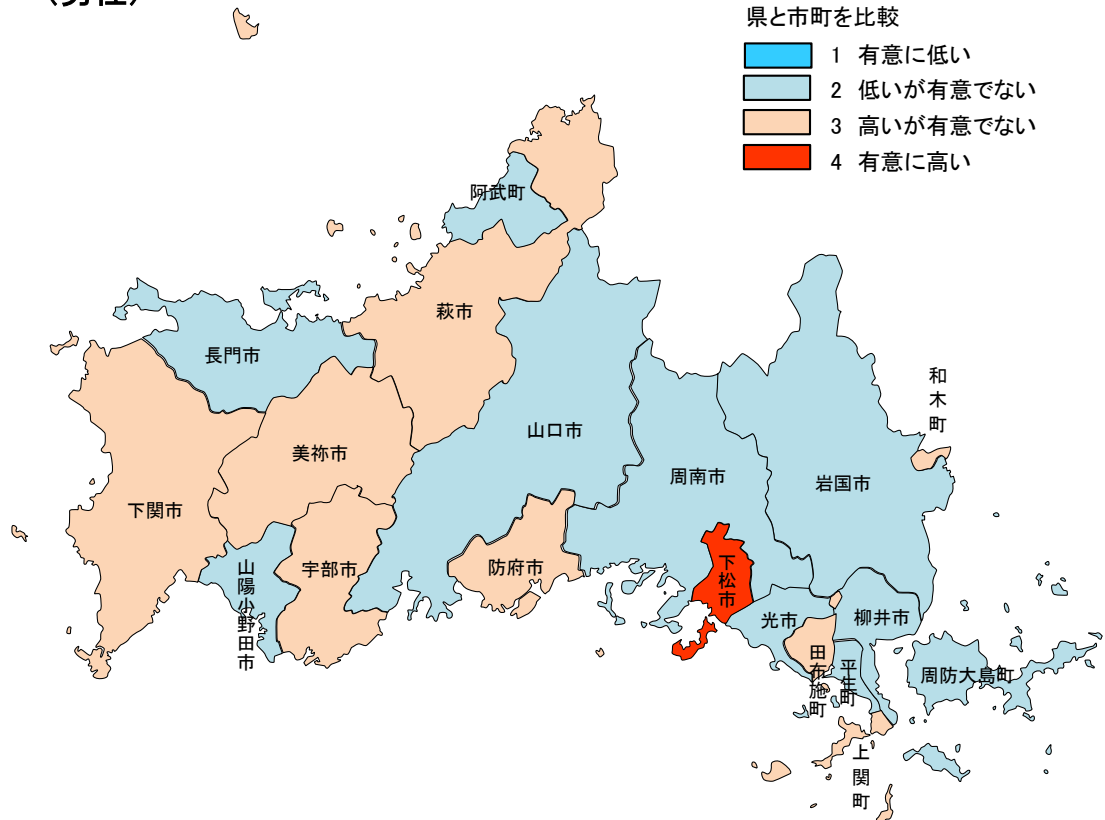 県と市町を比較
1 有意に低い
2 低いが有意でない
3 高いが有意でない
4 有意に高い
阿武町
萩市
長門市
和木町
山口市
美祢市
周南市
岩国市
下関市
宇部市
防府市
山陽小野田市
下松市
光市
柳井市
田布施町
平生町
周防大島町
上関町